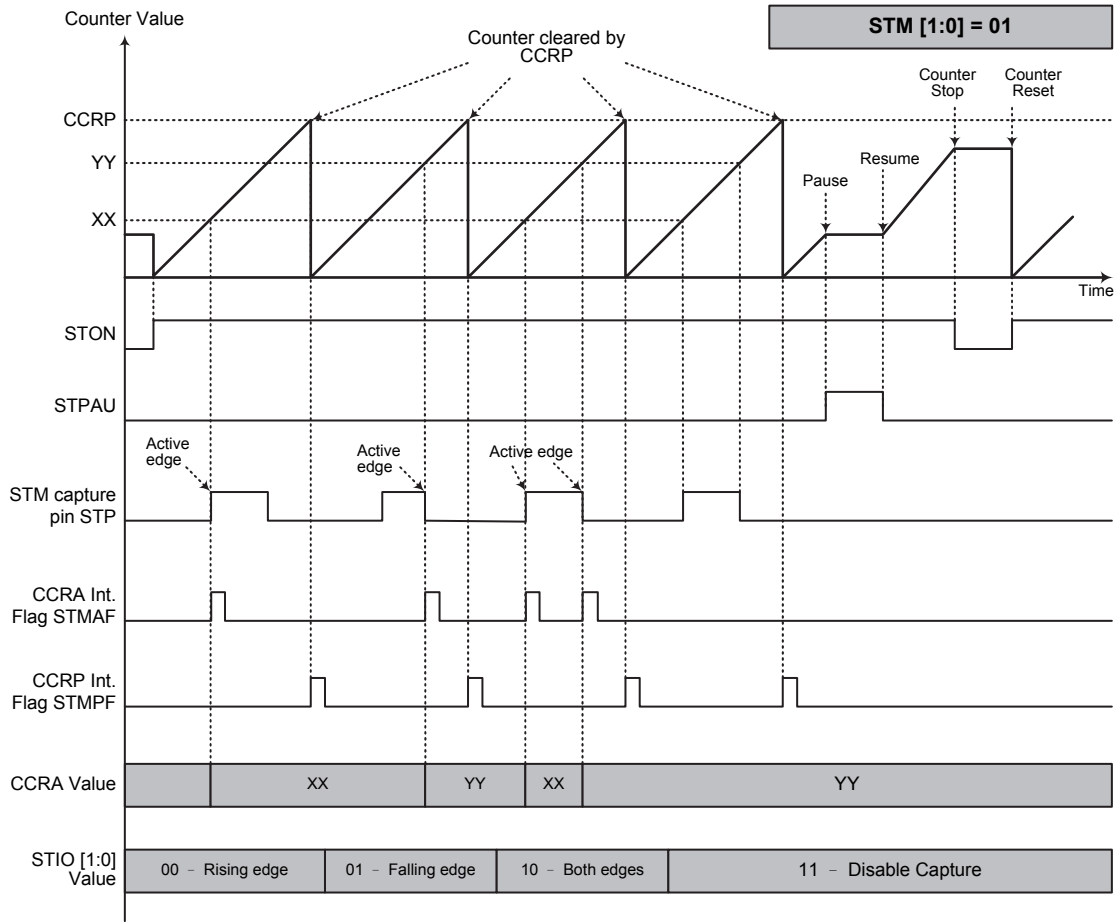 Counter Value
STM [1:0] = 01
Counter cleared by
CCRP
Counter
Stop
Counter
Reset
CCRP
YY
Resume
Pause
XX
Time
STON
STPAU
Active
edge
Active
edge
Active edge
STM capture
pin STP
CCRA Int.
Flag STMAF
CCRP Int.
Flag STMPF
CCRA Value
XX
YY
XX
YY
STIO [1:0]
Value
00 – Rising edge
01 – Falling edge
10 – Both edges
11 – Disable Capture